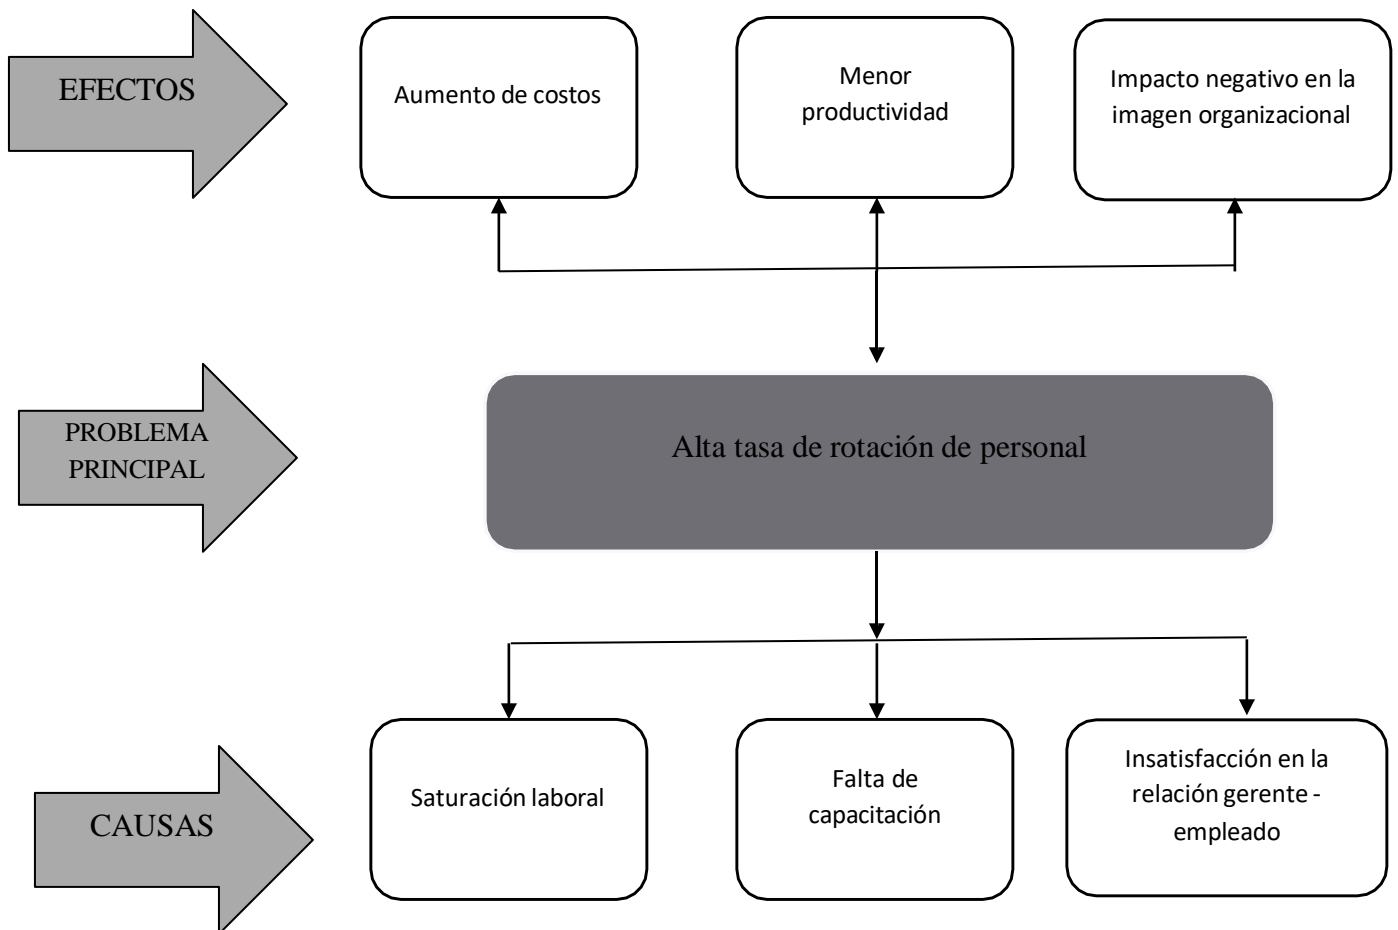 EFECTOS
Aumento de costos
Menor
productividad
Impacto negativo en la
imagen organizacional
PROBLEMA
PRINCIPAL
Alta tasa de rotación de personal
CAUSAS
Saturación laboral
Falta de
capacitación
Insatisfacción en la
relación gerente -
empleado